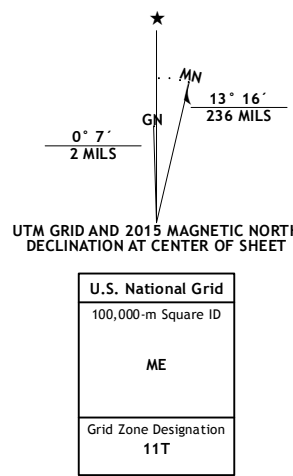 ★
MN
GN
13° 16´
236 MILS
0° 7´
2 MILS
UTM GRID AND 2015 MAGNETIC NORTH
DECLINATION AT CENTER OF SHEET
U.S. National Grid
100,000-m Square ID
ME
Grid Zone Designation
11T